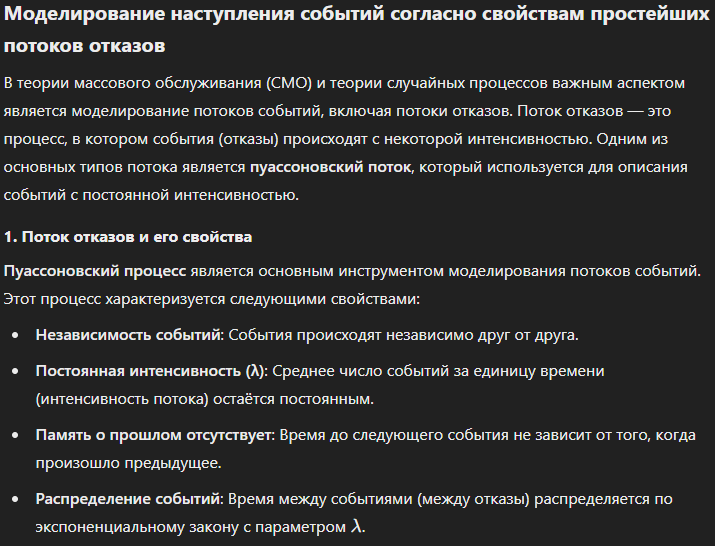 Моделирование наступления событий согласно свойствам простейших
потоков отказов
В теории массового обслуживания (СМО) и теории случайных процессов важным аспектом
является моделирование потоков событий, включая потоки отказов. Поток отказов — это
процесс, в котором события (отказы) происходят с некоторой интенсивностью. Одним из
основных типов потока является пуассоновский поток, который используется для описания
событий с постоянной интенсивностью.
1. Поток отказов и его свойства
Пуассоновский процесс является основным инструментом моделирования потоков событий.
Этот процесс характеризуется следующими свойствами:
• Независимость событий: События происходят независимо друг от друга.
• Постоянная интенсивность (λ): Среднее число событий за единицу времени
(интенсивность потока) остаётся постоянным.
• Память о прошлом отсутствует: Время до следующего события не зависит от того, когда
произошло предыдущее.
• Распределение событий: Время между событиями (между отказы) распределяется по
экспоненциальному закону с параметром λ.